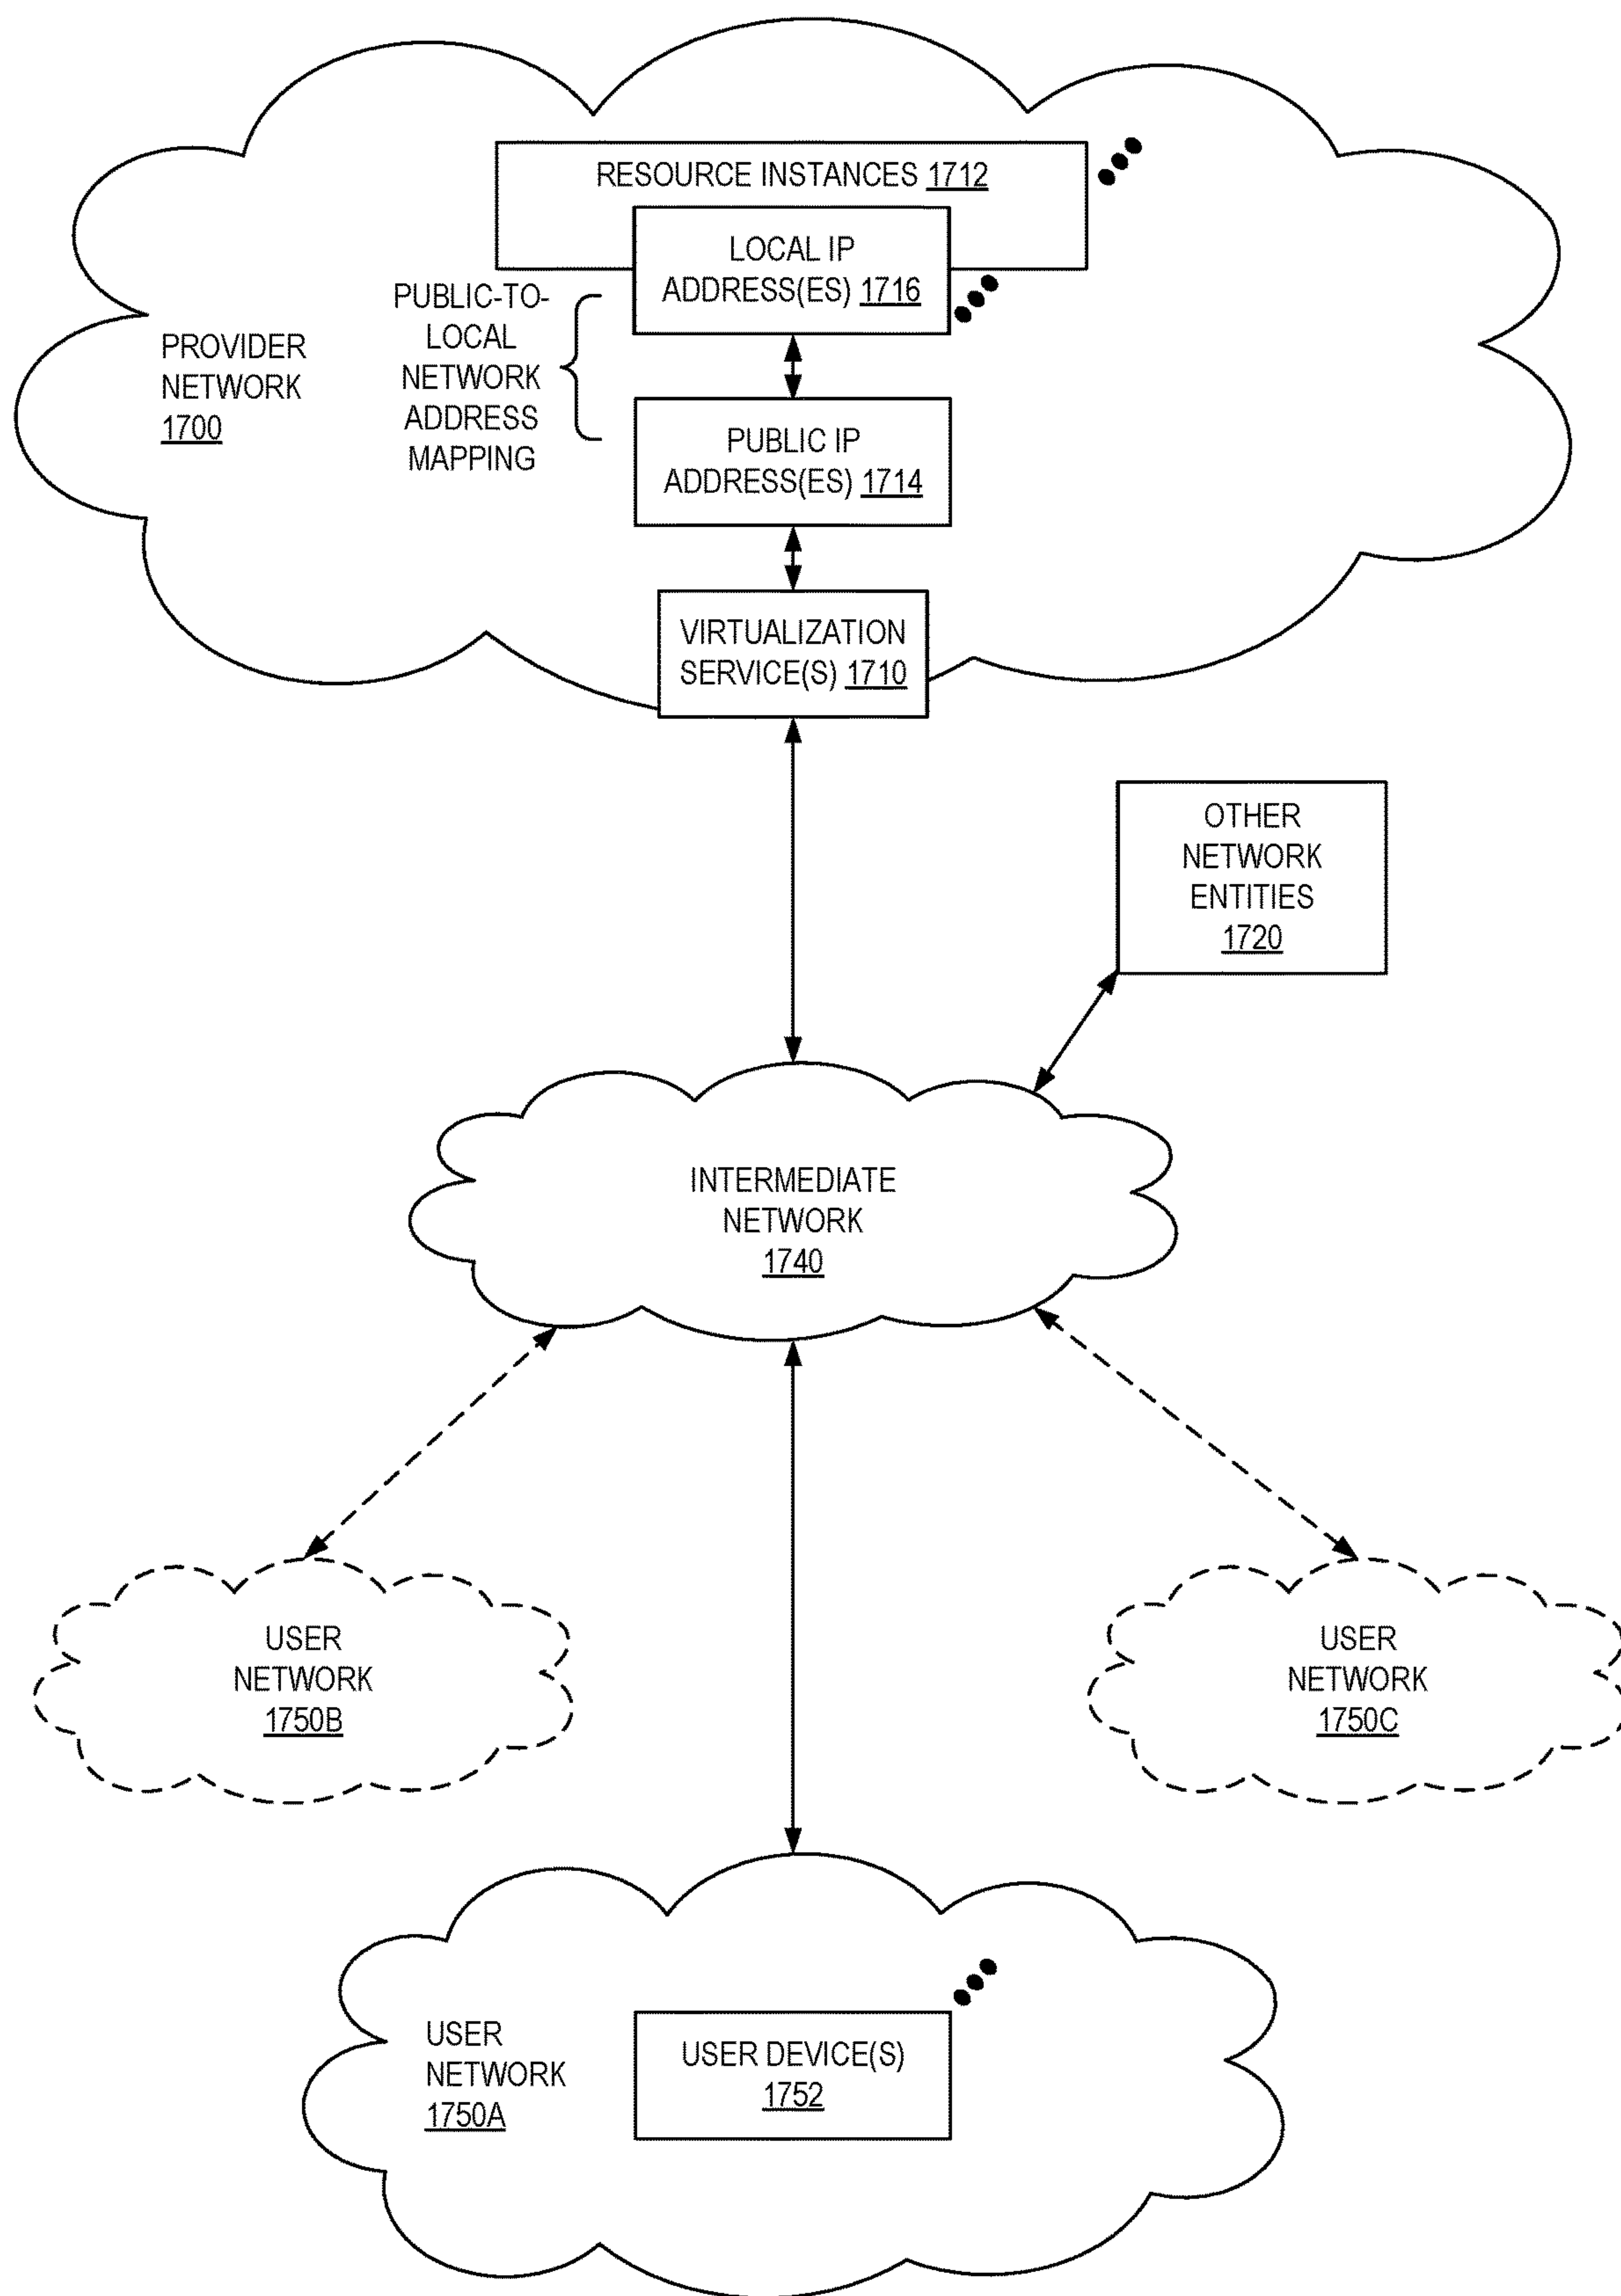 RESOURCE INSTANCES 1712
LOCAL IP
ADDRESS(ES) 1716
PUBLIC-TO-
LOCAL
NETWORK
ADDRESS
MAPPING
PROVIDER
NETWORK
1700
PUBLIC IP
ADDRESS(ES) 1714
VIRTUALIZATION
SERVICE(S) 1710
OTHER
NETWORK
ENTITIES
1720
INTERMEDIATE
NETWORK
1740
USER
NETWORK
1750B
USER
NETWORK
1750C
USER
NETWORK
1750A
USER DEVICE(S)
1752